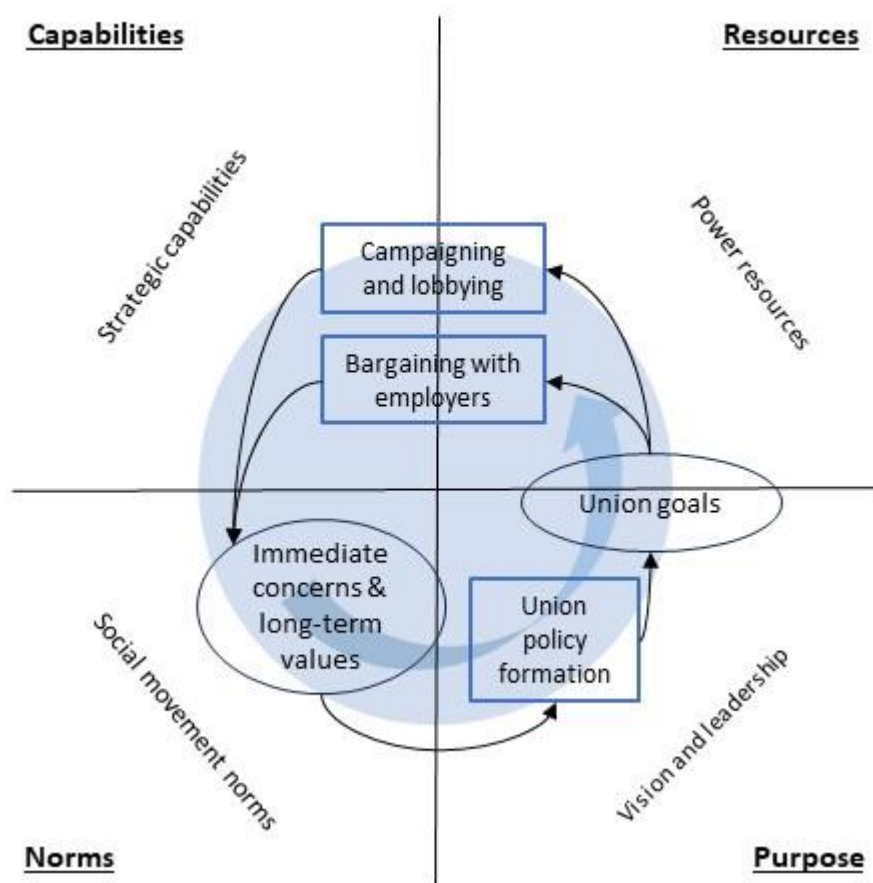 Capabilities
Resources
Strategic capabilities
Power resources
Campaigning
and lobbying
Bargaining with
employers
Union goals
Immediate
concerns &
long-term
values
Union
policy
formation
Social movement norms
Vision and leadership
Norms
Purpose